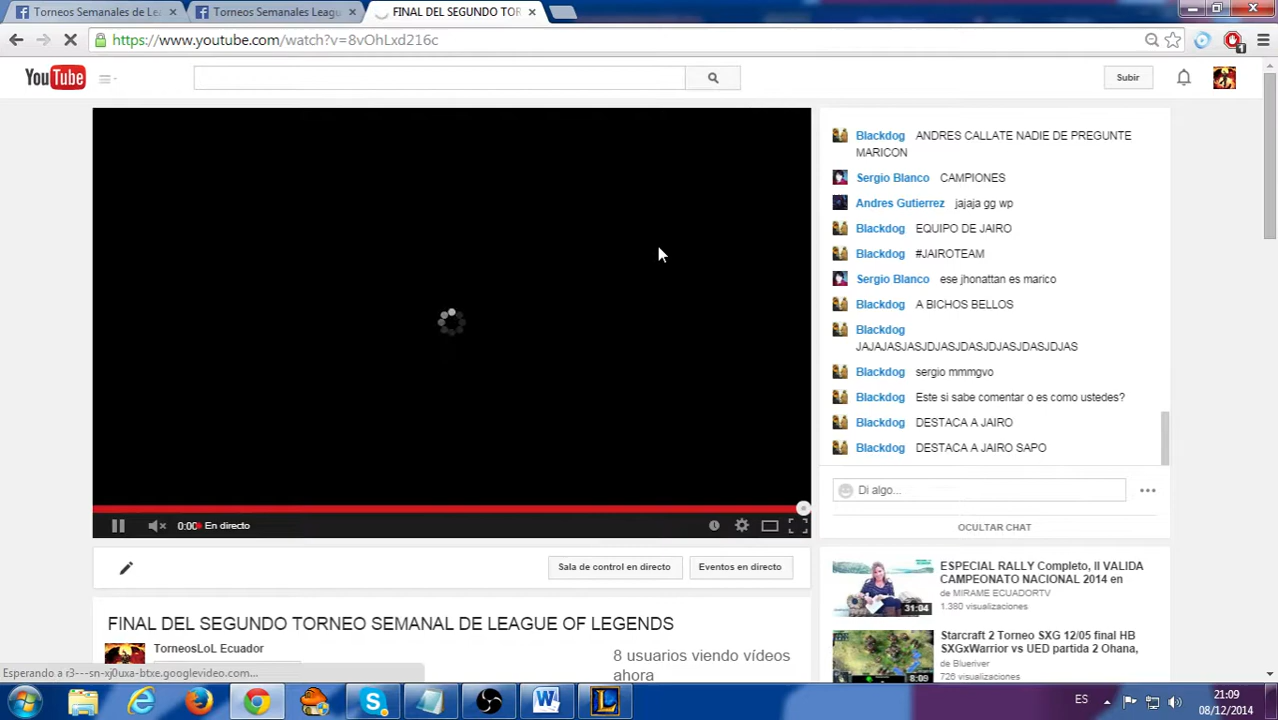 Torneos Semanales de Lea
Torneos Semanales Leagu
FINAL DEL SEGUNDO TOR
https://www.youtube.com/watch?v=8vOhLxd216c
1
YouTube
Subir
Blackdog ANDRES CALLATE NADIE DE PREGUNTE
MARICON
Sergio Blanco CAMPIONES
Andres Gutierrez jajaja gg wp
Blackdog EQUIPO DE JAIRO
Blackdog #JAIROTEAM
Sergio Blanco ese jhonattan es marico
Blackdog A BICHOS BELLOS
Blackdog
JAJAJASJASJDJASJDASJDJASJDASJDJAS
Blackdog sergio mmmgvo
Blackdog Este si sabe comentar o es como ustedes?
Blackdog DESTACA A JAIRO
Blackdog DESTACA A JAIRO SAPO
Di algo...
OCULTAR CHAT
0:00 En directo
Sala de control en directo
Eventos en directo
FINAL DEL SEGUNDO TORNEO SEMANAL DE LEAGUE OF LEGENDS
TorneosLoL Ecuador
8 usuarios viendo vídeos
ahora
ESPECIAL RALLY Completo, II VALIDA
CAMPEONATO NACIONAL 2014 en
de MIRAME ECUADORTV
1.380 visualizaciones
31:04
Starcraft 2 Torneo SXG 12/05 final HB
SXGxWarrior vs UED partida 2 Ohana,
de Blueriver
726 visualizaciones
8:09
Esperando a r3---sn-xj0uxa-btxe.googlevideo.com...
ES
21:09
08/12/2014